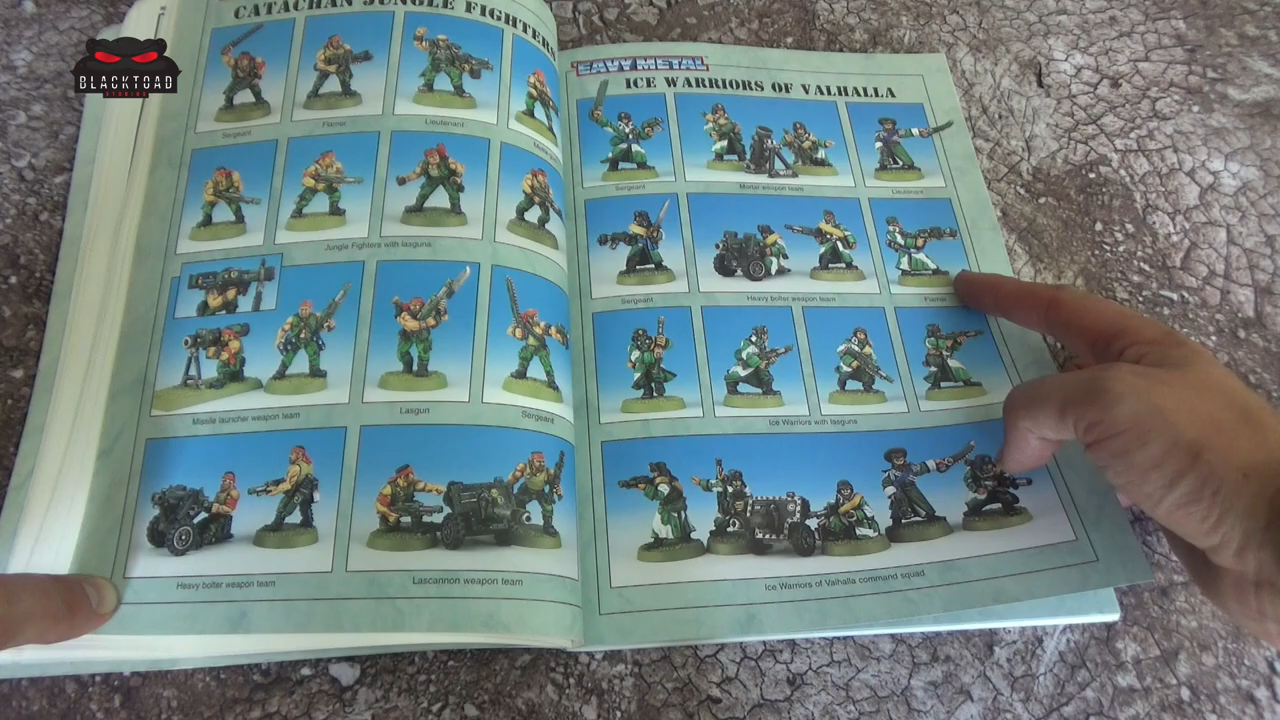 BLACKTOAD
STUDIOS
CATACHAN JUNGLE FIGHTERS
Sergeant
Flamer
Lieutenant
Jungle Fighters with lasguns
Missile launcher weapon team
Lasgun
Sergeant
Heavy bolter weapon team
Lascannon weapon team
EAVY METAL
ICE WARRIORS OF VALHALLA
Sergeant
Mortar weapon team
Lieutenant
Sergeant
Heavy bolter weapon team
Flamer
Ice Warriors with lasguns
Ice Warriors of Valhalla command squad